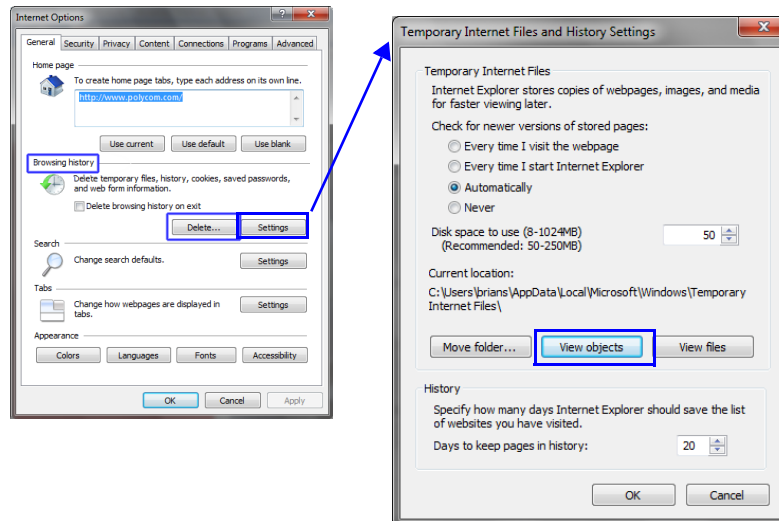 Internet Options
General Security Privacy Content Connections Programs Advanced
Home page
To create home page tabs, type each address on its own line.
http://www.polycom.com/
Use current Use default Use blank
Browsing history
Delete temporary files, history, cookies, saved passwords,
and web form information.
Delete browsing history on exit
Delete... Settings
Search
Change search defaults. Settings
Tabs
Change how webpages are displayed in
tabs.
Settings
Appearance
Colors Languages Fonts Accessibility
OK Cancel Apply
Temporary Internet Files and History Settings
Temporary Internet Files
Internet Explorer stores copies of webpages, images, and media
for faster viewing later.
Check for newer versions of stored pages:
Every time I visit the webpage
Every time I start Internet Explorer
Automatically
Never
Disk space to use (8-1024MB) 50
(Recommended: 50-250MB)
Current location:
C:\Users\brians\AppData\Local\Microsoft\Windows\Temporary
Internet Files\
Move folder... View objects View files
History
Specify how many days Internet Explorer should save the list
of websites you have visited.
Days to keep pages in history: 20
OK Cancel